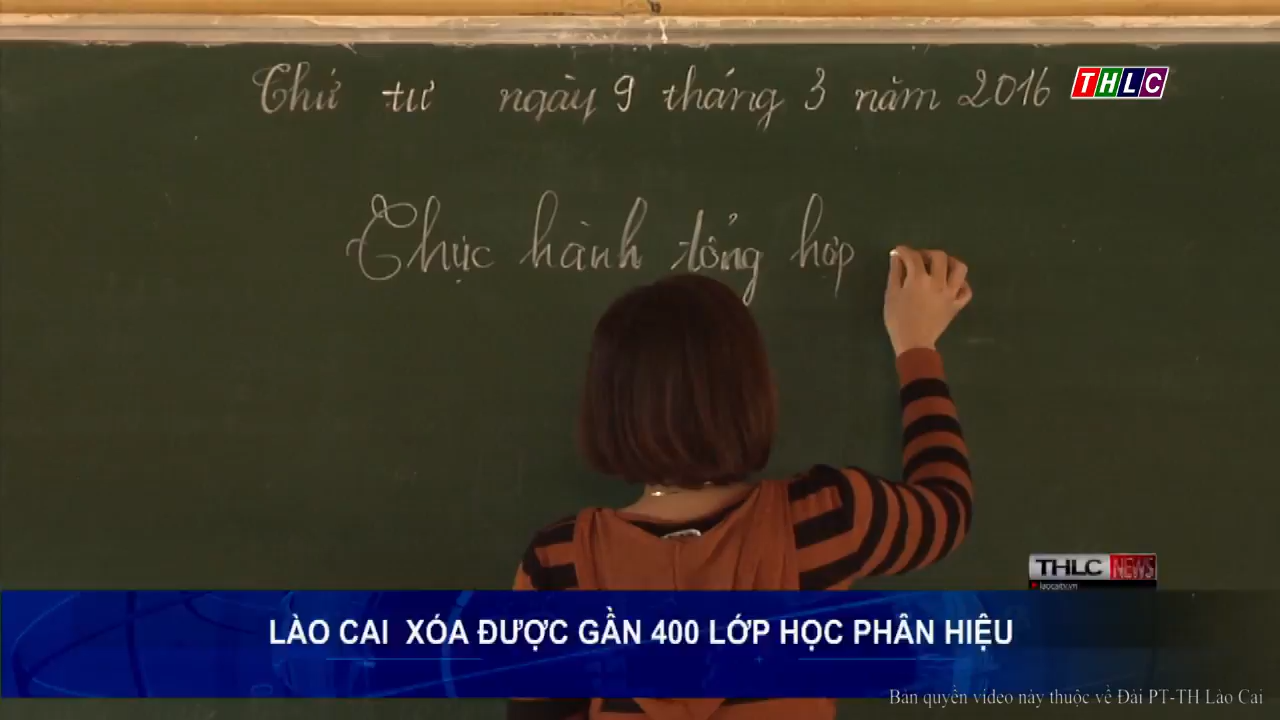 Thứ tư ngày 9 tháng 3 năm 2016
THLC
Thực hành tổng hợp
THLC NEWS
laocaitv.vn
LÀO CAI XÓA ĐƯỢC GẦN 400 LỚP HỌC PHÂN HIỆU
Bản quyền video này thuộc về Đài PT-TH Lào Cai